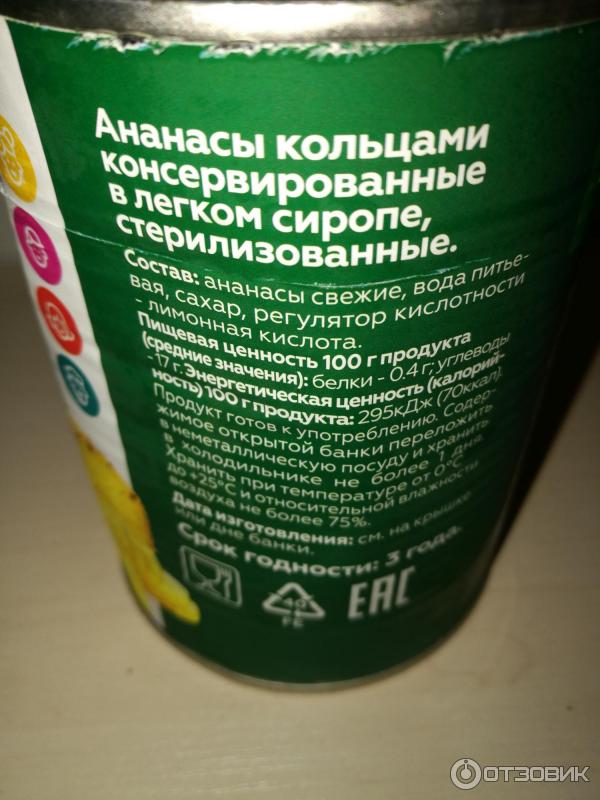 Ананасы кольцами
консервированные
в легком сиропе,
стерилизованные.
Состав: ананасы свежие, вода питье-
вая, сахар, регулятор кислотности
- лимонная кислота.
Пищевая ценность 100 г продукта
(средние значения): белки - 0.4 г; углеводы
- 17 г. Энергетическая ценность (калорий-
ность) 100 г продукта: 295кДж (70ккал).
Продукт готов к употреблению. Содер-
жимое открытой банки переложить
в неметаллическую посуду и хранить
в холодильнике не более 1 дня.
Хранить при температуре от 0°С
до +25°С и относительной влажности
воздуха не более 75%.
Дата изготовления: см. на крышке
или дне банки.
Срок годности: 3 года.
40
FE
EAC
ОТЗОВИК